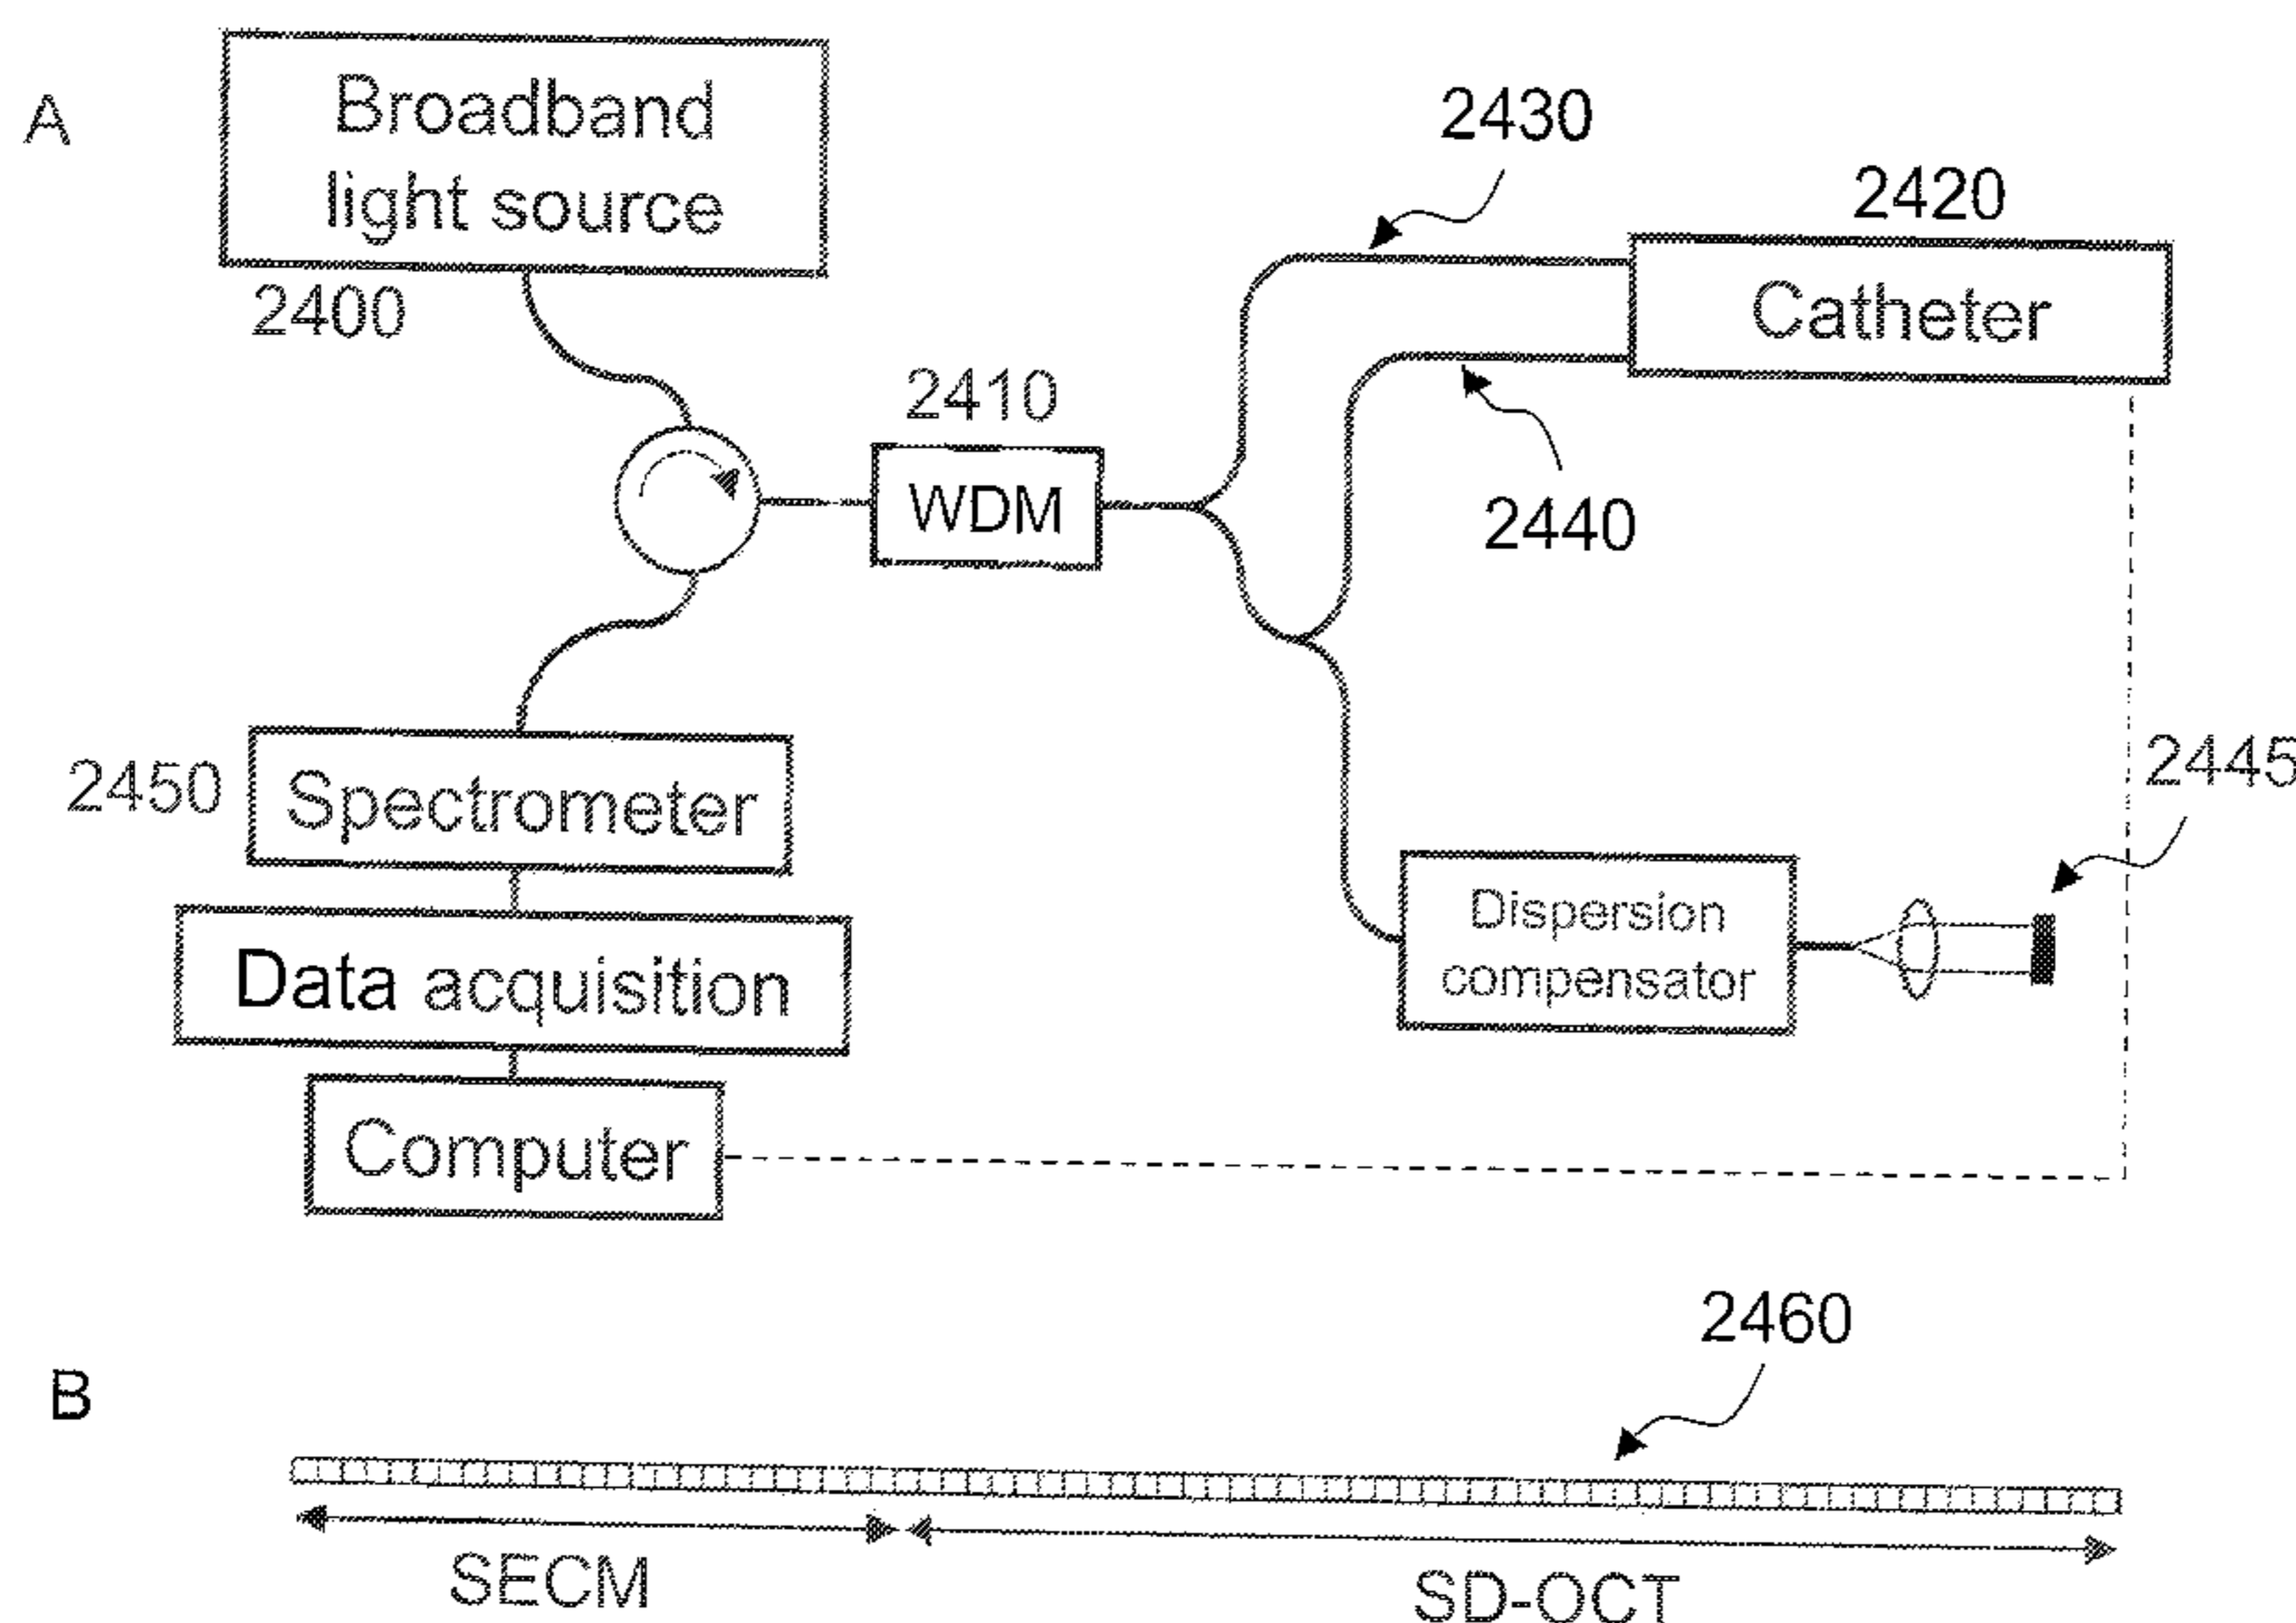 A
Broadband
light source
2400
2430
2420
Catheter
2410
WDM
2440
2450
Spectrometer
2445
Data acquisition
Dispersion
compensator
Computer
B
2460
SECM
SD-OCT